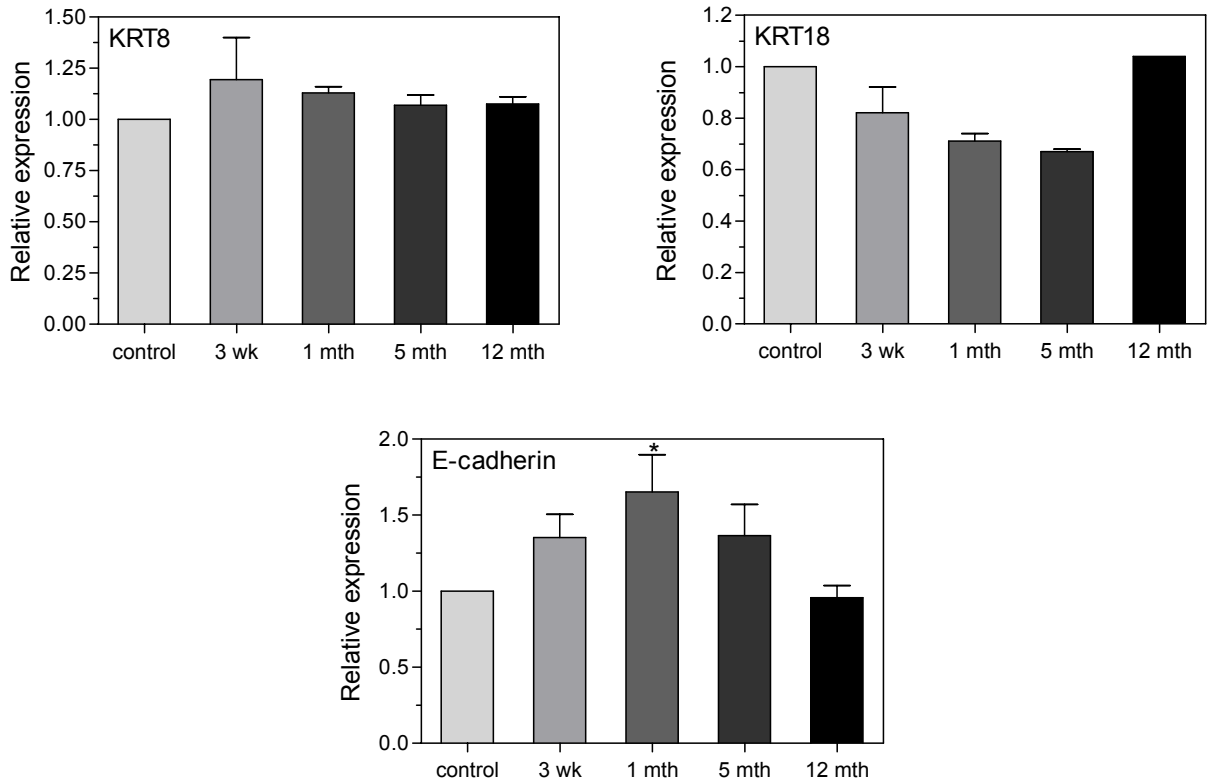 KRT8
Relative expression
1.50
1.25
1.00
0.75
0.50
0.25
0.00
control 3 wk 1 mth 5 mth 12 mth
KRT18
Relative expression
1.2
1.0
0.8
0.6
0.4
0.2
0.0
control 3 wk 1 mth 5 mth 12 mth
E-cadherin
*
Relative expression
2.0
1.5
1.0
0.5
0.0
control 3 wk 1 mth 5 mth 12 mth